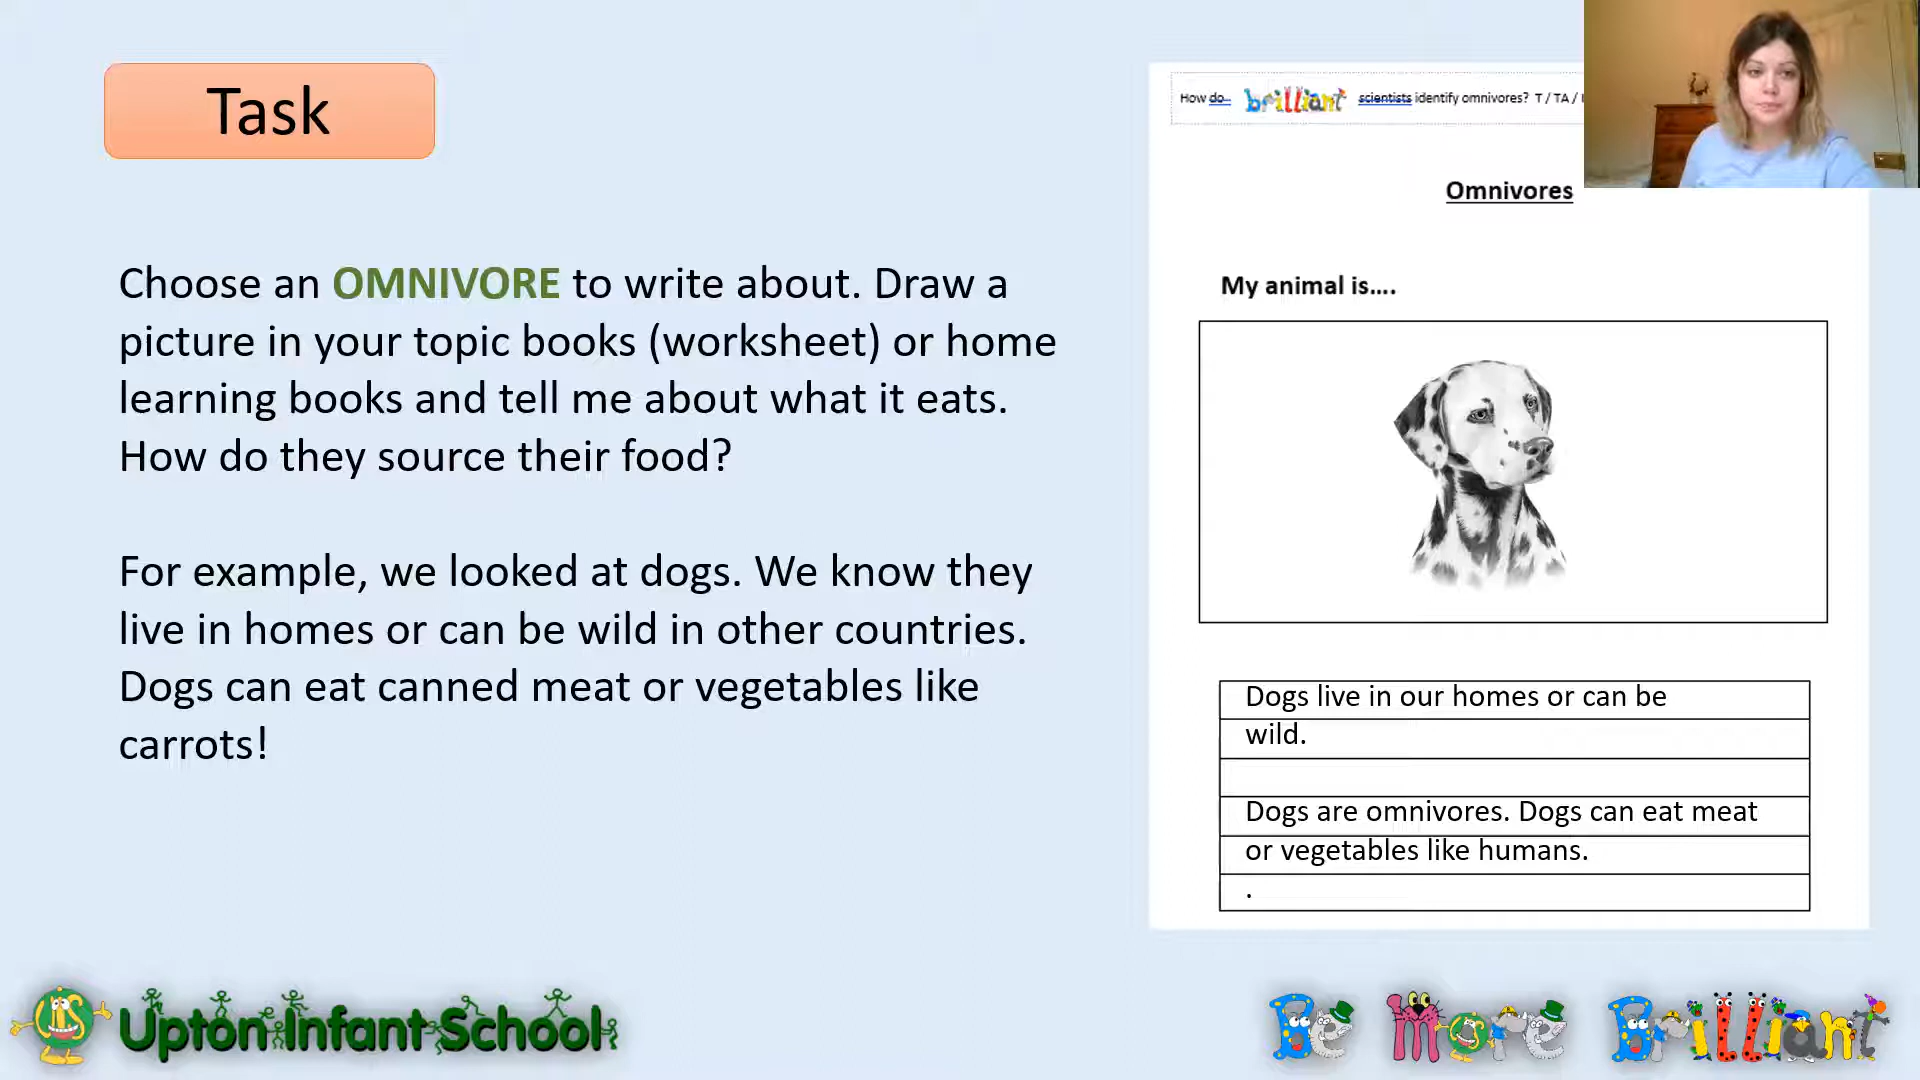 Task
Choose an OMNIVORE to write about. Draw a
picture in your topic books (worksheet) or home
learning books and tell me about what it eats.
How do they source their food?
For example, we looked at dogs. We know they
live in homes or can be wild in other countries.
Dogs can eat canned meat or vegetables like
carrots!
How do.. brilliant scientists identify omnivores? T / TA /
Omnivores
My animal is....
Dogs live in our homes or can be
wild.
Dogs are omnivores. Dogs can eat meat
or vegetables like humans.
.
UIS Upton Infant School
Be More Brilliant